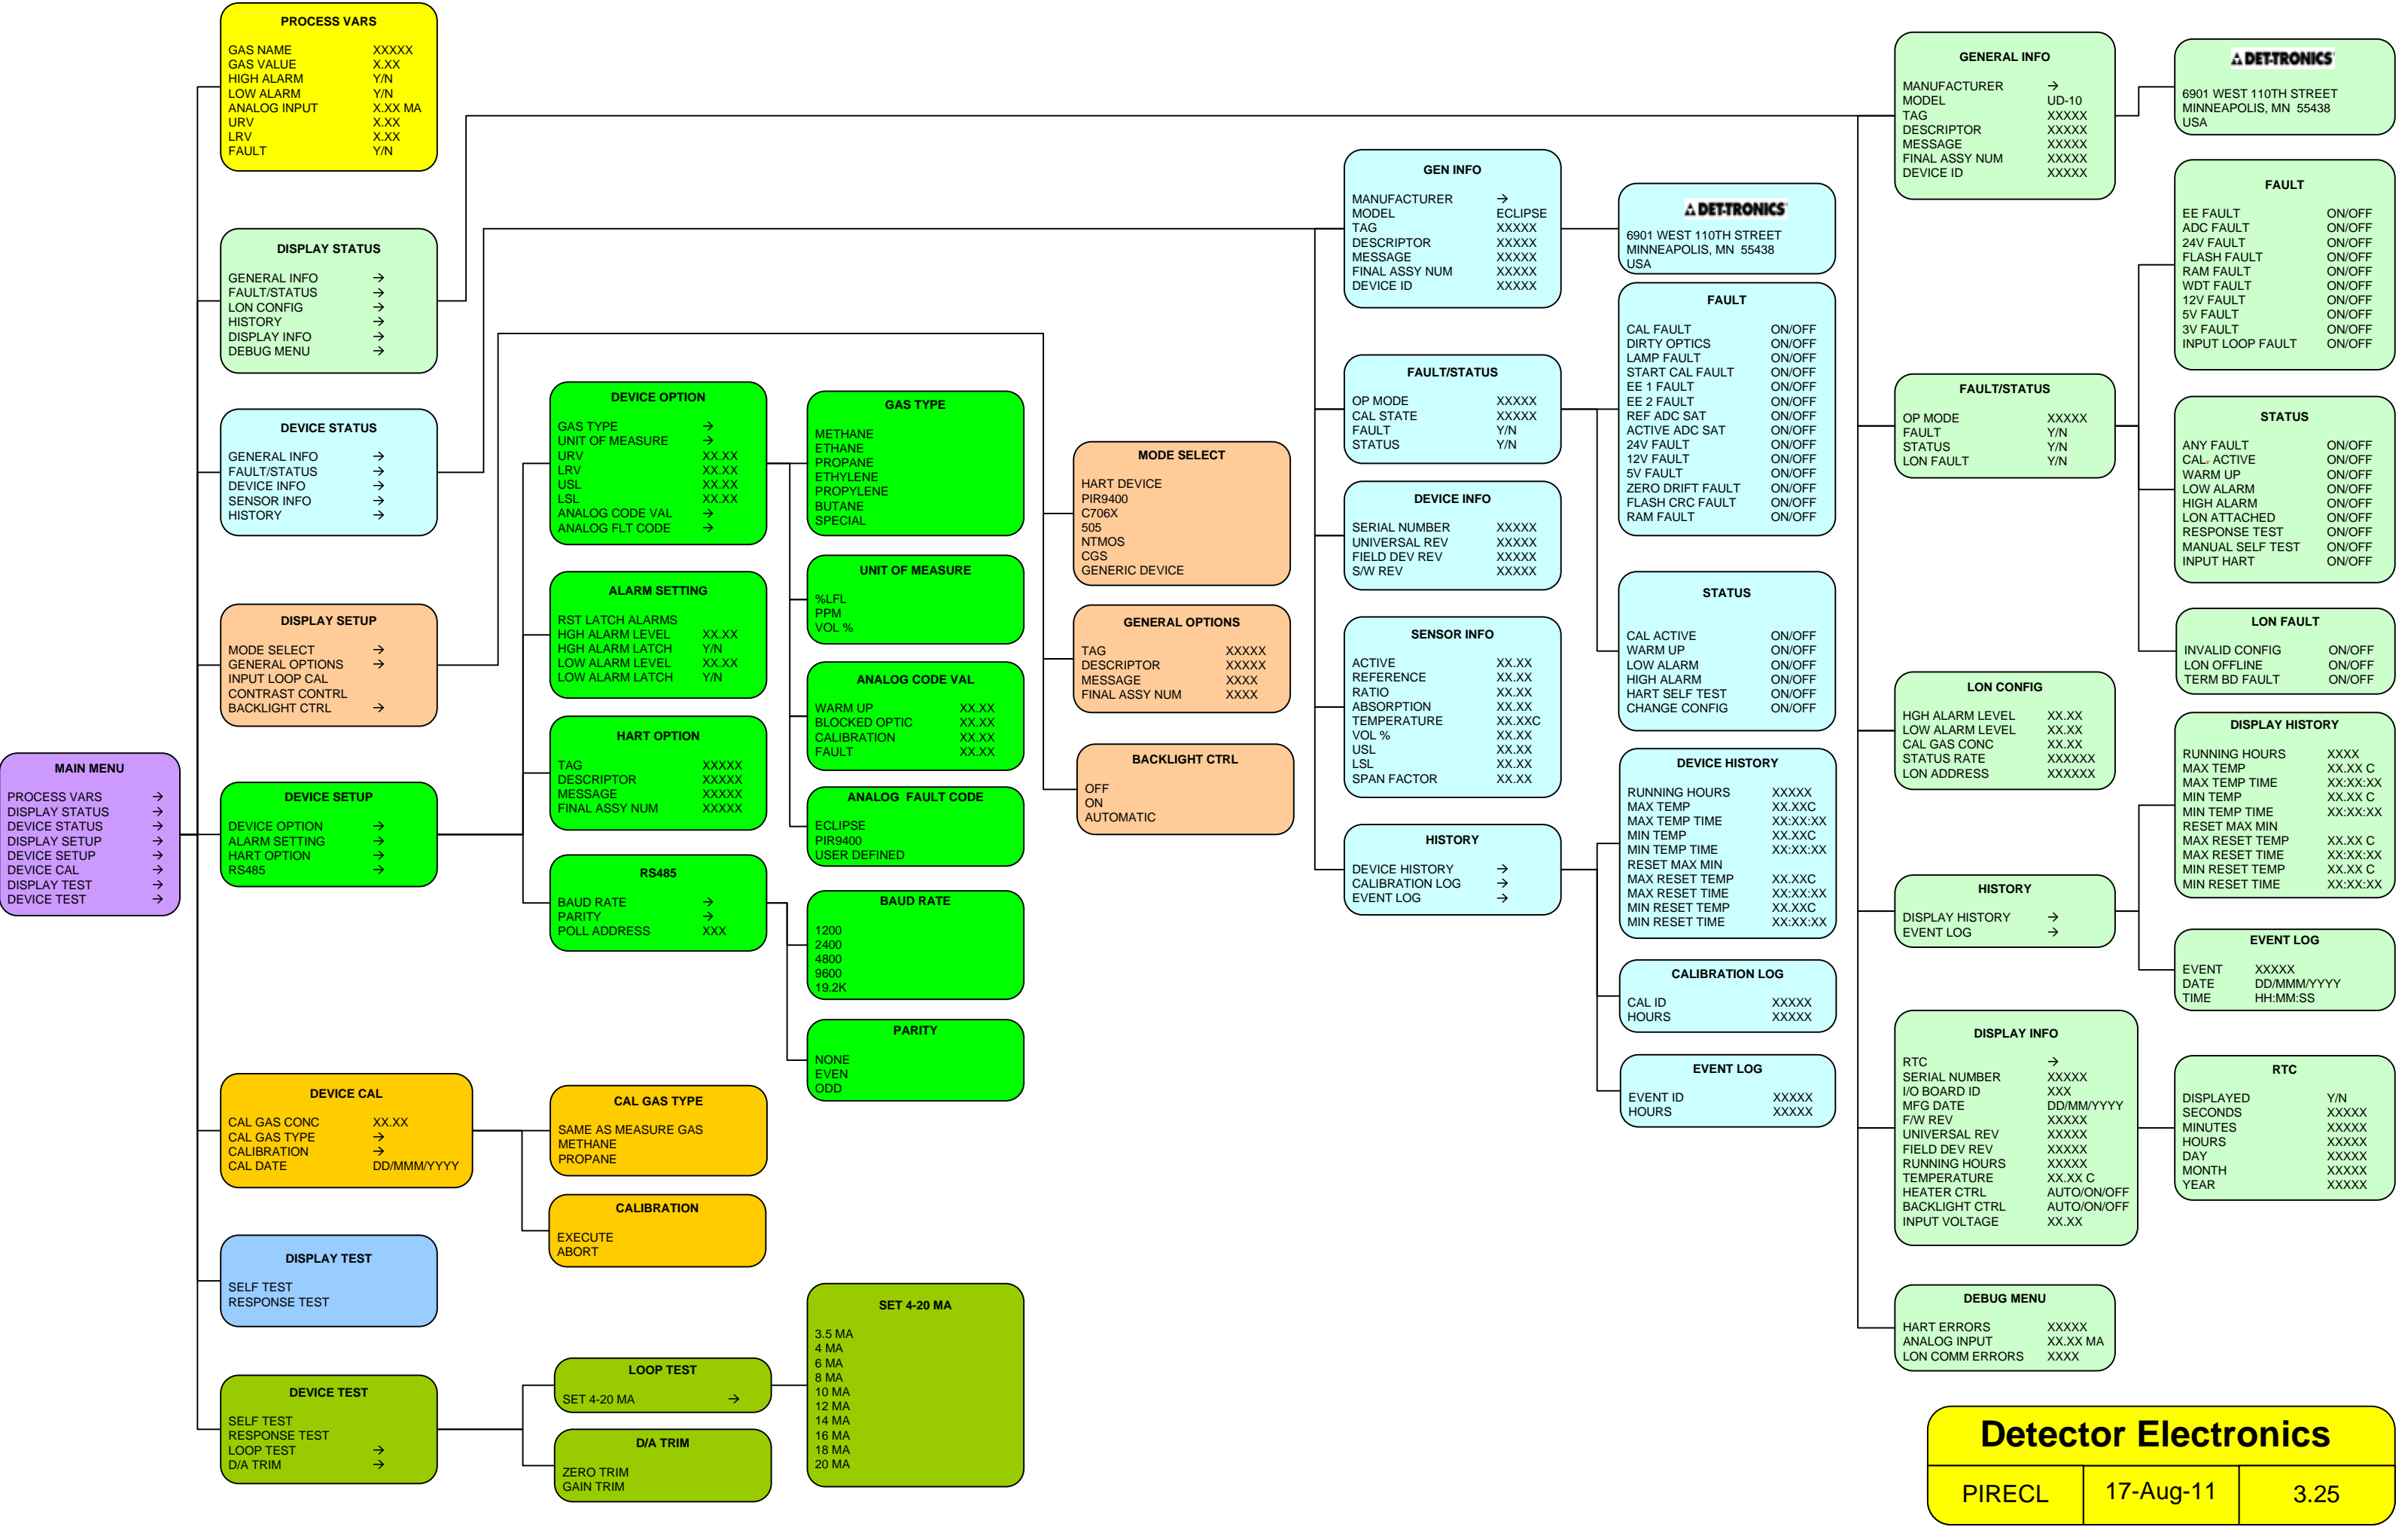 PROCESS VARS
GAS NAME XXXXX
GAS VALUE X.XX
HIGH ALARM Y/N
LOW ALARM Y/N
ANALOG INPUT X.XX MA
URV X.XX
LRV X.XX
FAULT Y/N
DISPLAY STATUS
GENERAL INFO →
FAULT/STATUS →
LON CONFIG →
HISTORY →
DISPLAY INFO →
DEBUG MENU →
DEVICE STATUS
GENERAL INFO →
FAULT/STATUS →
DEVICE INFO →
SENSOR INFO →
HISTORY →
DISPLAY SETUP
MODE SELECT →
GENERAL OPTIONS →
INPUT LOOP CAL
CONTRAST CONTRL
BACKLIGHT CTRL →
MAIN MENU
PROCESS VARS →
DISPLAY STATUS →
DEVICE STATUS →
DISPLAY SETUP →
DEVICE SETUP →
DEVICE CAL →
DISPLAY TEST →
DEVICE TEST →
DEVICE SETUP
DEVICE OPTION →
ALARM SETTING →
HART OPTION →
RS485 →
DEVICE CAL
CAL GAS CONC XX.XX
CAL GAS TYPE →
CALIBRATION →
CAL DATE DD/MMM/YYYY
DISPLAY TEST
SELF TEST
RESPONSE TEST
DEVICE TEST
SELF TEST
RESPONSE TEST
LOOP TEST →
D/A TRIM →
DEVICE OPTION
GAS TYPE →
UNIT OF MEASURE →
URV XX.XX
LRV XX.XX
USL XX.XX
LSL XX.XX
ANALOG CODE VAL →
ANALOG FLT CODE →
ALARM SETTING
RST LATCH ALARMS
HGH ALARM LEVEL XX.XX
HGH ALARM LATCH Y/N
LOW ALARM LEVEL XX.XX
LOW ALARM LATCH Y/N
HART OPTION
TAG XXXXX
DESCRIPTOR XXXXX
MESSAGE XXXXX
FINAL ASSY NUM XXXXX
RS485
BAUD RATE →
PARITY →
POLL ADDRESS XXX
CAL GAS TYPE
SAME AS MEASURE GAS
METHANE
PROPANE
CALIBRATION
EXECUTE
ABORT
LOOP TEST
SET 4-20 MA →
D/A TRIM
ZERO TRIM
GAIN TRIM
GAS TYPE
METHANE
ETHANE
PROPANE
ETHYLENE
PROPYLENE
BUTANE
SPECIAL
UNIT OF MEASURE
%LFL
PPM
VOL %
ANALOG CODE VAL
WARM UP XX.XX
BLOCKED OPTIC XX.XX
CALIBRATION XX.XX
FAULT XX.XX
ANALOG FAULT CODE
ECLIPSE
PIR9400
USER DEFINED
BAUD RATE
1200
2400
4800
9600
19.2K
PARITY
NONE
EVEN
ODD
SET 4-20 MA
3.5 MA
4 MA
6 MA
8 MA
10 MA
12 MA
14 MA
16 MA
18 MA
20 MA
MODE SELECT
HART DEVICE
PIR9400
C706X
505
NTMOS
CGS
GENERIC DEVICE
GENERAL OPTIONS
TAG XXXXX
DESCRIPTOR XXXXX
MESSAGE XXXX
FINAL ASSY NUM XXXX
BACKLIGHT CTRL
OFF
ON
AUTOMATIC
GEN INFO
MANUFACTURER →
MODEL ECLIPSE
TAG XXXXX
DESCRIPTOR XXXXX
MESSAGE XXXXX
FINAL ASSY NUM XXXXX
DEVICE ID XXXXX
FAULT/STATUS
OP MODE XXXXX
CAL STATE XXXXX
FAULT Y/N
STATUS Y/N
DEVICE INFO
SERIAL NUMBER XXXXX
UNIVERSAL REV XXXXX
FIELD DEV REV XXXXX
S/W REV XXXXX
SENSOR INFO
ACTIVE XX.XX
REFERENCE XX.XX
RATIO XX.XX
ABSORPTION XX.XX
TEMPERATURE XX.XXC
VOL % XX.XX
USL XX.XX
LSL XX.XX
SPAN FACTOR XX.XX
HISTORY
DEVICE HISTORY →
CALIBRATION LOG →
EVENT LOG →
DET-TRONICS
6901 WEST 110TH STREET
MINNEAPOLIS, MN 55438
USA
FAULT
CAL FAULT ON/OFF
DIRTY OPTICS ON/OFF
LAMP FAULT ON/OFF
START CAL FAULT ON/OFF
EE 1 FAULT ON/OFF
EE 2 FAULT ON/OFF
REF ADC SAT ON/OFF
ACTIVE ADC SAT ON/OFF
24V FAULT ON/OFF
12V FAULT ON/OFF
5V FAULT ON/OFF
ZERO DRIFT FAULT ON/OFF
FLASH CRC FAULT ON/OFF
RAM FAULT ON/OFF
STATUS
CAL ACTIVE ON/OFF
WARM UP ON/OFF
LOW ALARM ON/OFF
HIGH ALARM ON/OFF
HART SELF TEST ON/OFF
CHANGE CONFIG ON/OFF
DEVICE HISTORY
RUNNING HOURS XXXXX
MAX TEMP XX.XXC
MAX TEMP TIME XX:XX:XX
MIN TEMP XX.XXC
MIN TEMP TIME XX:XX:XX
RESET MAX MIN
MAX RESET TEMP XX.XXC
MAX RESET TIME XX:XX:XX
MIN RESET TEMP XX.XXC
MIN RESET TIME XX:XX:XX
CALIBRATION LOG
CAL ID XXXXX
HOURS XXXXX
EVENT LOG
EVENT ID XXXXX
HOURS XXXXX
GENERAL INFO
MANUFACTURER →
MODEL UD-10
TAG XXXXX
DESCRIPTOR XXXXX
MESSAGE XXXXX
FINAL ASSY NUM XXXXX
DEVICE ID XXXXX
FAULT/STATUS
OP MODE XXXXX
FAULT Y/N
STATUS Y/N
LON FAULT Y/N
LON CONFIG
HGH ALARM LEVEL XX.XX
LOW ALARM LEVEL XX.XX
CAL GAS CONC XX.XX
STATUS RATE XXXXXX
LON ADDRESS XXXXXX
HISTORY
DISPLAY HISTORY →
EVENT LOG →
DISPLAY INFO
RTC →
SERIAL NUMBER XXXXX
I/O BOARD ID XXX
MFG DATE DD/MM/YYYY
F/W REV XXXXX
UNIVERSAL REV XXXXX
FIELD DEV REV XXXXX
RUNNING HOURS XXXXX
TEMPERATURE XX.XX C
HEATER CTRL AUTO/ON/OFF
BACKLIGHT CTRL AUTO/ON/OFF
INPUT VOLTAGE XX.XX
DEBUG MENU
HART ERRORS XXXXX
ANALOG INPUT XX.XX MA
LON COMM ERRORS XXXX
DET-TRONICS
6901 WEST 110TH STREET
MINNEAPOLIS, MN 55438
USA
FAULT
EE FAULT ON/OFF
ADC FAULT ON/OFF
24V FAULT ON/OFF
FLASH FAULT ON/OFF
RAM FAULT ON/OFF
WDT FAULT ON/OFF
12V FAULT ON/OFF
5V FAULT ON/OFF
3V FAULT ON/OFF
INPUT LOOP FAULT ON/OFF
STATUS
ANY FAULT ON/OFF
CAL. ACTIVE ON/OFF
WARM UP ON/OFF
LOW ALARM ON/OFF
HIGH ALARM ON/OFF
LON ATTACHED ON/OFF
RESPONSE TEST ON/OFF
MANUAL SELF TEST ON/OFF
INPUT HART ON/OFF
LON FAULT
INVALID CONFIG ON/OFF
LON OFFLINE ON/OFF
TERM BD FAULT ON/OFF
DISPLAY HISTORY
RUNNING HOURS XXXX
MAX TEMP XX.XX C
MAX TEMP TIME XX:XX:XX
MIN TEMP XX.XX C
MIN TEMP TIME XX:XX:XX
RESET MAX MIN
MAX RESET TEMP XX.XX C
MAX RESET TIME XX:XX:XX
MIN RESET TEMP XX.XX C
MIN RESET TIME XX:XX:XX
EVENT LOG
EVENT XXXXX
DATE DD/MMM/YYYY
TIME HH:MM:SS
RTC
DISPLAYED Y/N
SECONDS XXXXX
MINUTES XXXXX
HOURS XXXXX
DAY XXXXX
MONTH XXXXX
YEAR XXXXX
Detector Electronics
PIRECL 17-Aug-11 3.25